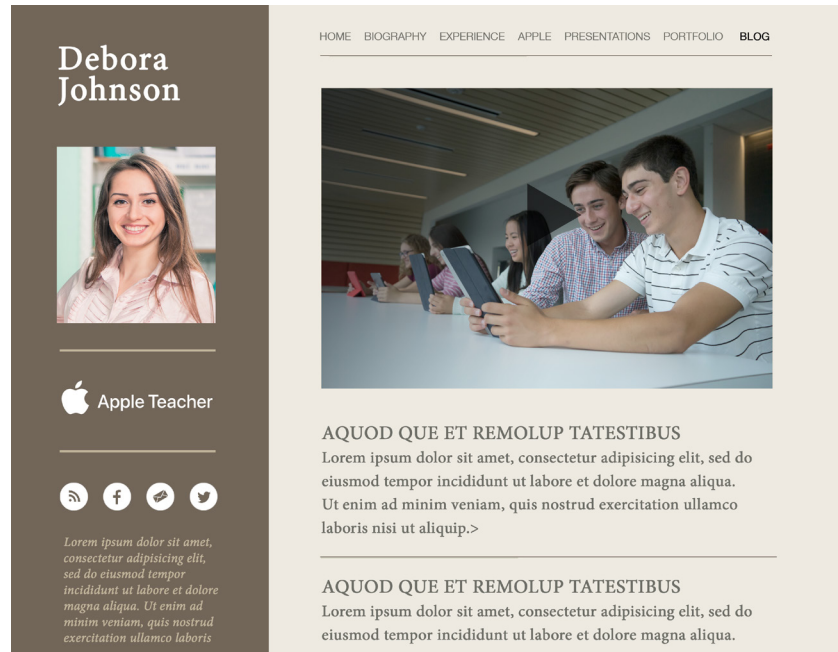 Debora
Johnson
Apple Teacher
Lorem ipsum dolor sit amet,
consectetur adipisicing elit,
sed do eiusmod tempor
incididunt ut labore et dolore
magna aliqua. Ut enim ad
minim veniam, quis nostrud
exercitation ullamco laboris
HOME BIOGRAPHY EXPERIENCE APPLE PRESENTATIONS PORTFOLIO BLOG
AQUOD QUE ET REMOLUP TATESTIBUS
Lorem ipsum dolor sit amet, consectetur adipisicing elit, sed do
eiusmod tempor incididunt ut labore et dolore magna aliqua.
Ut enim ad minim veniam, quis nostrud exercitation ullamco
laboris nisi ut aliquip.>
AQUOD QUE ET REMOLUP TATESTIBUS
Lorem ipsum dolor sit amet, consectetur adipisicing elit, sed do
eiusmod tempor incididunt ut labore et dolore magna aliqua.